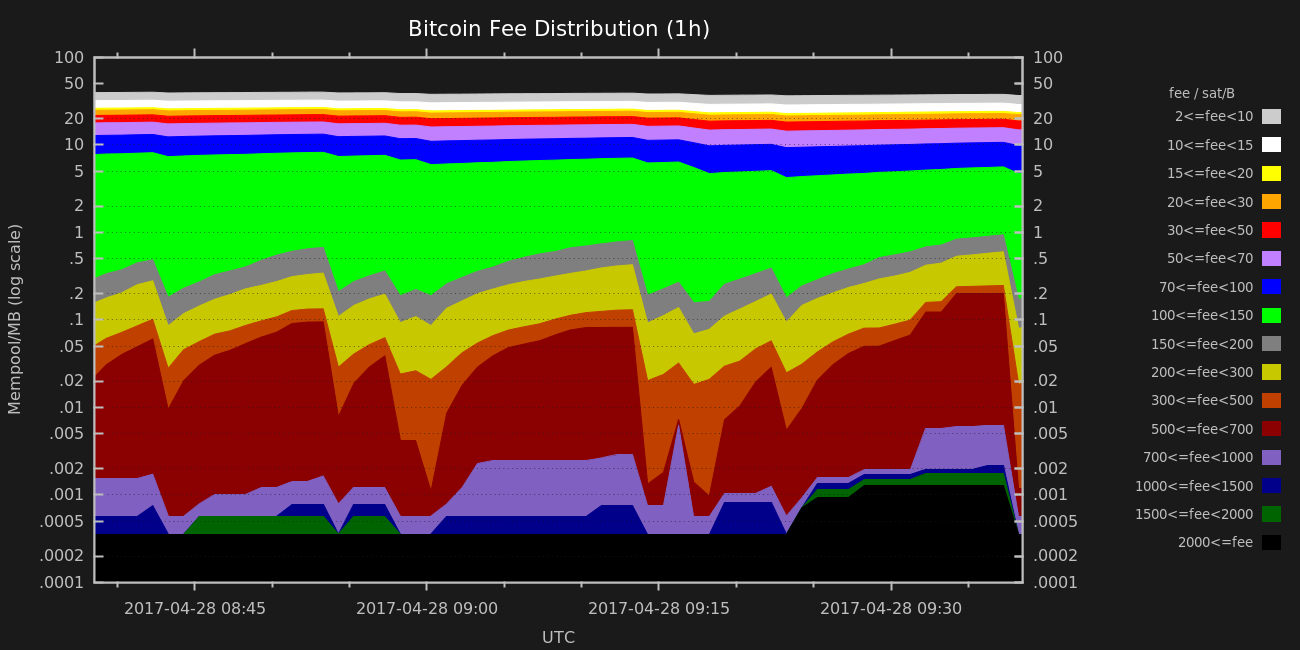 Bitcoin Fee Distribution (1h)
Mempool/MB (log scale)
100
50
20
10
5
2
1
.5
.2
.1
.05
.02
.01
.005
.002
.001
.0005
.0002
.0001
100
50
20
10
5
2
1
.5
.2
.1
.05
.02
.01
.005
.002
.001
.0005
.0002
.0001
2017-04-28 08:45
2017-04-28 09:00
2017-04-28 09:15
2017-04-28 09:30
UTC
fee / sat/B
2<=fee<10
10<=fee<15
15<=fee<20
20<=fee<30
30<=fee<50
50<=fee<70
70<=fee<100
100<=fee<150
150<=fee<200
200<=fee<300
300<=fee<500
500<=fee<700
700<=fee<1000
1000<=fee<1500
1500<=fee<2000
2000<=fee